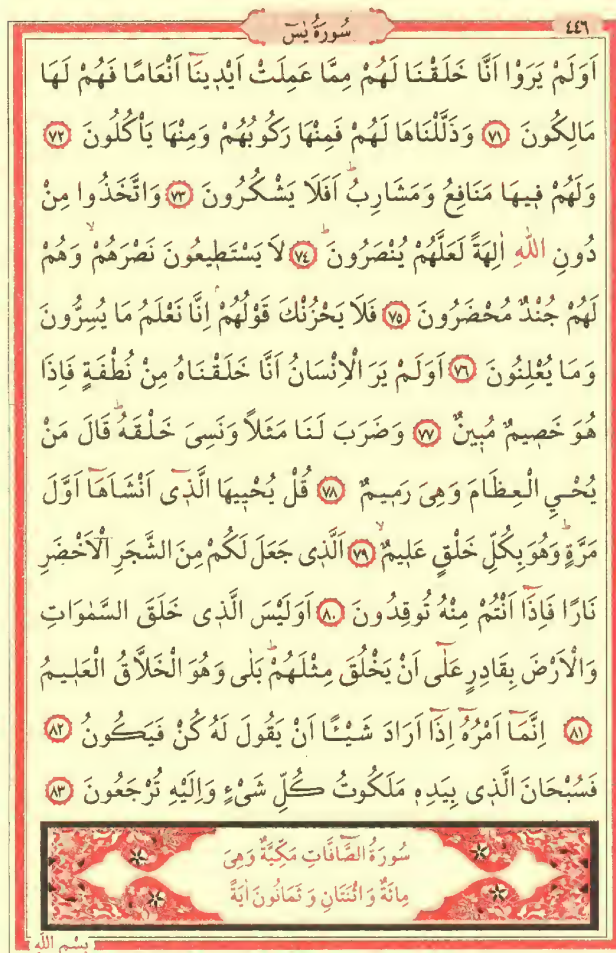 ٤٤٦
سُورَةُ يٰسٓ
اَوَلَمْ يَرَوْا اَنَّا خَلَقْنَا لَهُمْ مِمَّا عَمِلَتْ اَيْد۪ينَٓا اَنْعَامًا فَهُمْ لَهَا
مَالِكُونَ ﴿٧١﴾ وَذَلَّلْنَاهَا لَهُمْ فَمِنْهَا رَكُوبُهُمْ وَمِنْهَا يَأْكُلُونَ ﴿٧٢﴾
وَلَهُمْ ف۪يهَا مَنَافِعُ وَمَشَارِبُۜ اَفَلَا يَشْكُرُونَ ﴿٧٣﴾ وَاتَّخَذُوا مِنْ
دُونِ اللّٰهِ اٰلِهَةً لَعَلَّهُمْ يُنْصَرُونَۜ ﴿٧٤﴾ لَا يَسْتَط۪يعُونَ نَصْرَهُمْۙ وَهُمْ
لَهُمْ جُنْدٌ مُحْضَرُونَ ﴿٧٥﴾ فَلَا يَحْزُنْكَ قَوْلُهُمْۢ اِنَّا نَعْلَمُ مَا يُسِرُّونَ
وَمَا يُعْلِنُونَ ﴿٧٦﴾ اَوَلَمْ يَرَ الْاِنْسَانُ اَنَّا خَلَقْنَاهُ مِنْ نُطْفَةٍ فَاِذَا
هُوَ خَص۪يمٌ مُب۪ينٌ ﴿٧٧﴾ وَضَرَبَ لَنَا مَثَلاً وَنَسِيَ خَلْقَهُۜ قَالَ مَنْ
يُحْيِ الْعِظَامَ وَهِيَ رَم۪يمٌ ﴿٧٨﴾ قُلْ يُحْي۪يهَا الَّذ۪ٓي اَنْشَاَهَٓا اَوَّلَ
مَرَّةٍۜ وَهُوَ بِكُلِّ خَلْقٍ عَل۪يمٌۙ ﴿٧٩﴾ اَلَّذ۪ي جَعَلَ لَكُمْ مِنَ الشَّجَرِ الْاَخْضَرِ
نَارًا فَاِذَٓا اَنْتُمْ مِنْهُ تُوقِدُونَ ﴿٨٠﴾ اَوَلَيْسَ الَّذ۪ي خَلَقَ السَّمٰوَاتِ
وَالْاَرْضَ بِقَادِرٍ عَلٰٓى اَنْ يَخْلُقَ مِثْلَهُمْۜ بَلٰى وَهُوَ الْخَلَّاقُ الْعَل۪يمُ
﴿٨١﴾ اِنَّمَٓا اَمْرُهُٓ اِذَٓا اَرَادَ شَيْـًٔا اَنْ يَقُولَ لَهُ كُنْ فَيَكُونُ ﴿٨٢﴾
فَسُبْحَانَ الَّذ۪ي بِيَدِه۪ مَلَكُوتُ كُلِّ شَيْءٍ وَاِلَيْهِ تُرْجَعُونَ ﴿٨٣﴾
سُورَةُ الصَّٓافَّاتِ مَكِّيَّةٌ وَهِيَ
مِائَةٌ وَاثْنَتَانِ وَثَمَانُونَ اٰيَةً
بِسْمِ اللّٰهِ